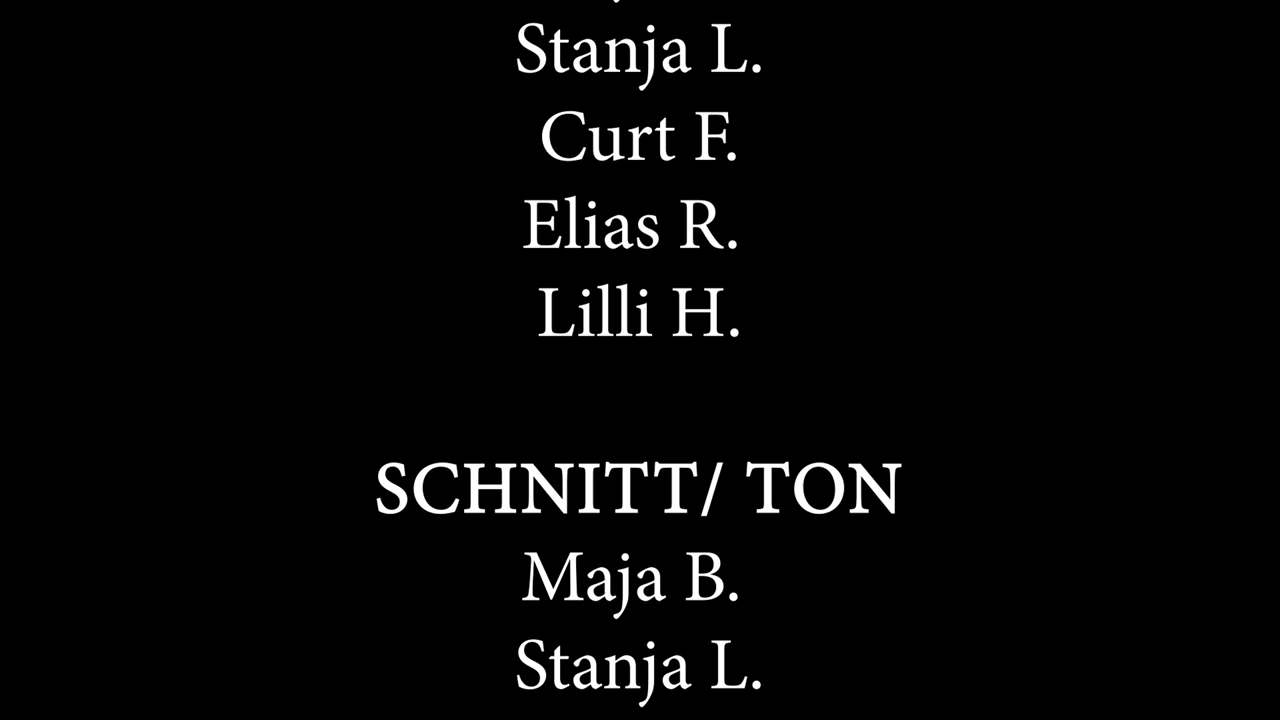 Stanja L.
Curt F.
Elias R.
Lilli H.
SCHNITT/ TON
Maja B.
Stanja L.